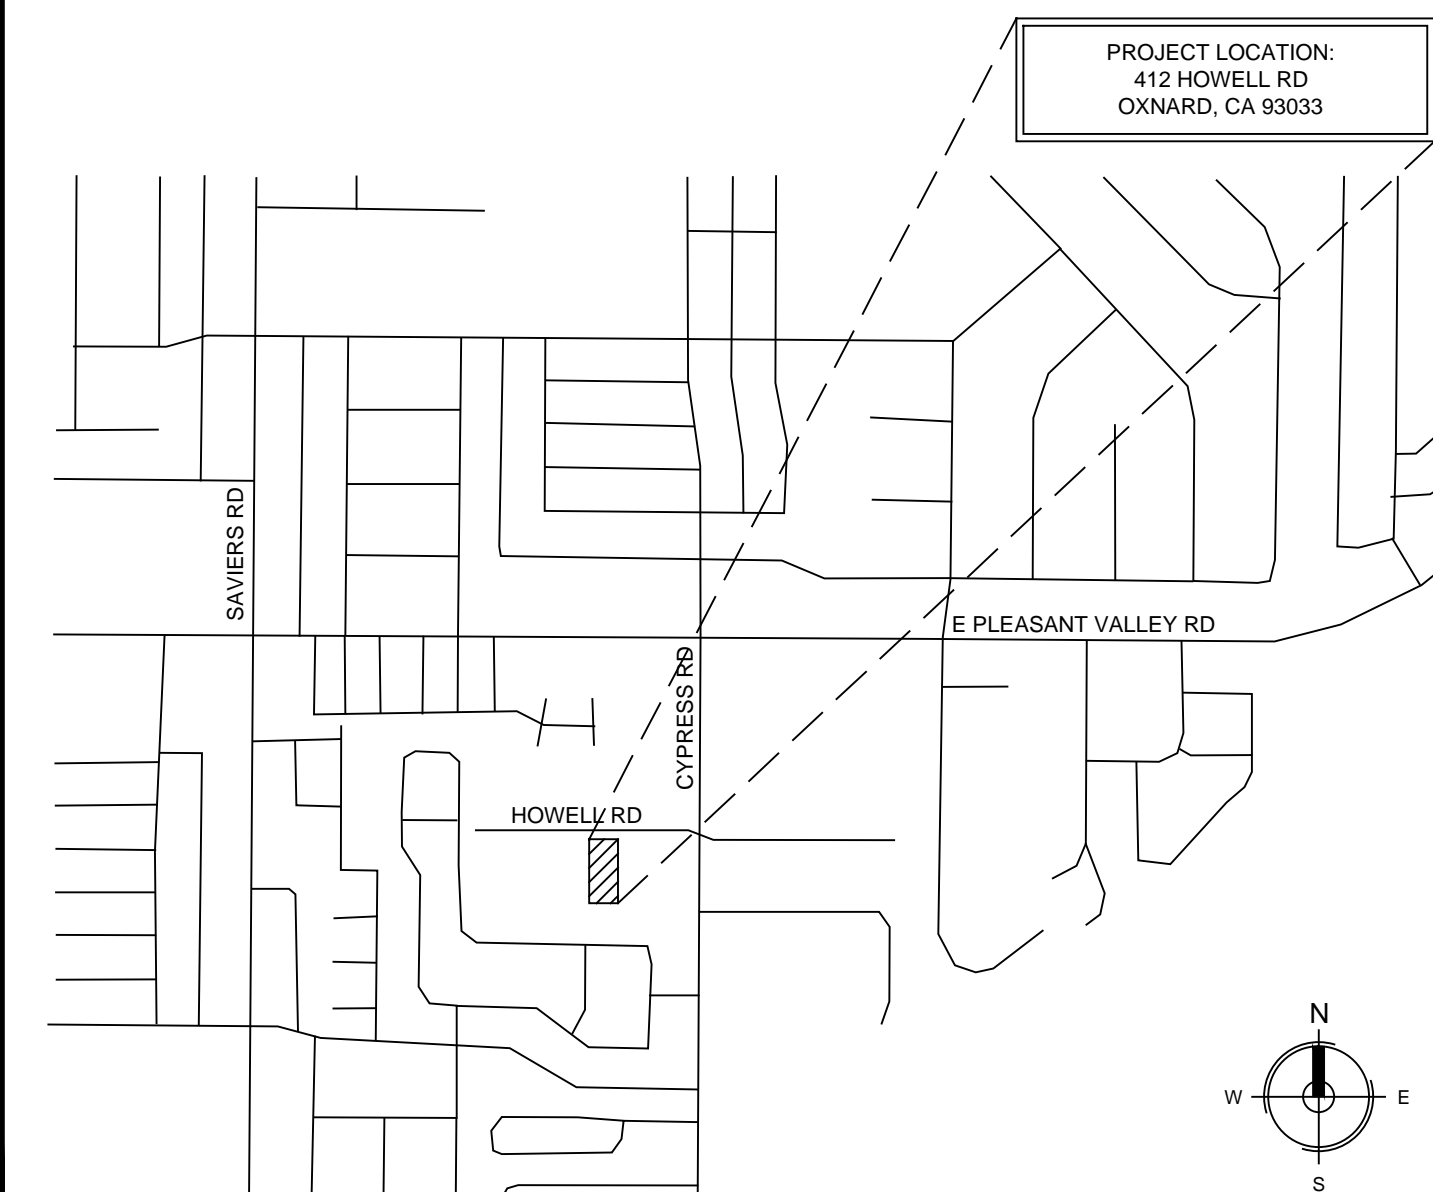 PROJECT LOCATION:
412 HOWELL RD
OXNARD, CA 93033
SAVIERS RD
E PLEASANT VALLEY RD
CYPRESS RD
HOWELL RD
N
W
E
S